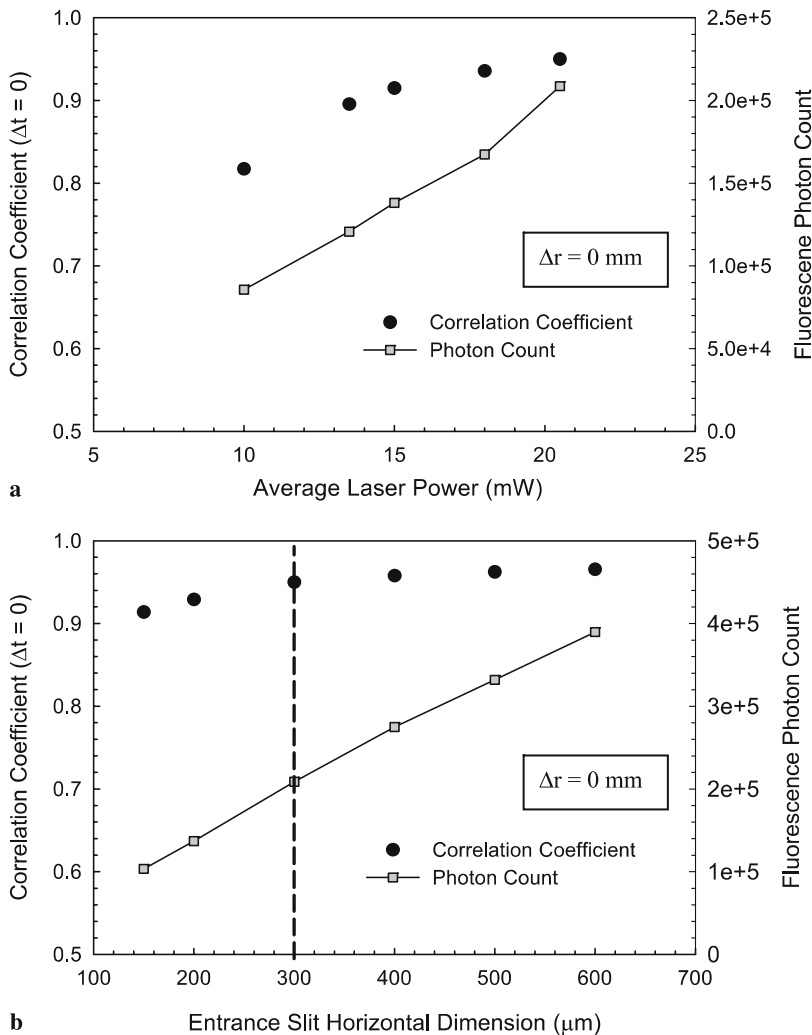 1.0
0.9
0.8
0.7
0.6
0.5
Correlation Coefficient (Δt = 0)
2.5e+5
2.0e+5
1.5e+5
1.0e+5
5.0e+4
0.0
Fluorescene Photon Count
Δr = 0 mm
Correlation Coefficient
Photon Count
5 10 15 20 25
a Average Laser Power (mW)
1.0
0.9
0.8
0.7
0.6
0.5
Correlation Coefficient (Δt = 0)
5e+5
4e+5
3e+5
2e+5
1e+5
0
Fluorescence Photon Count
Δr = 0 mm
Correlation Coefficient
Photon Count
100 200 300 400 500 600 700
b Entrance Slit Horizontal Dimension (μm)